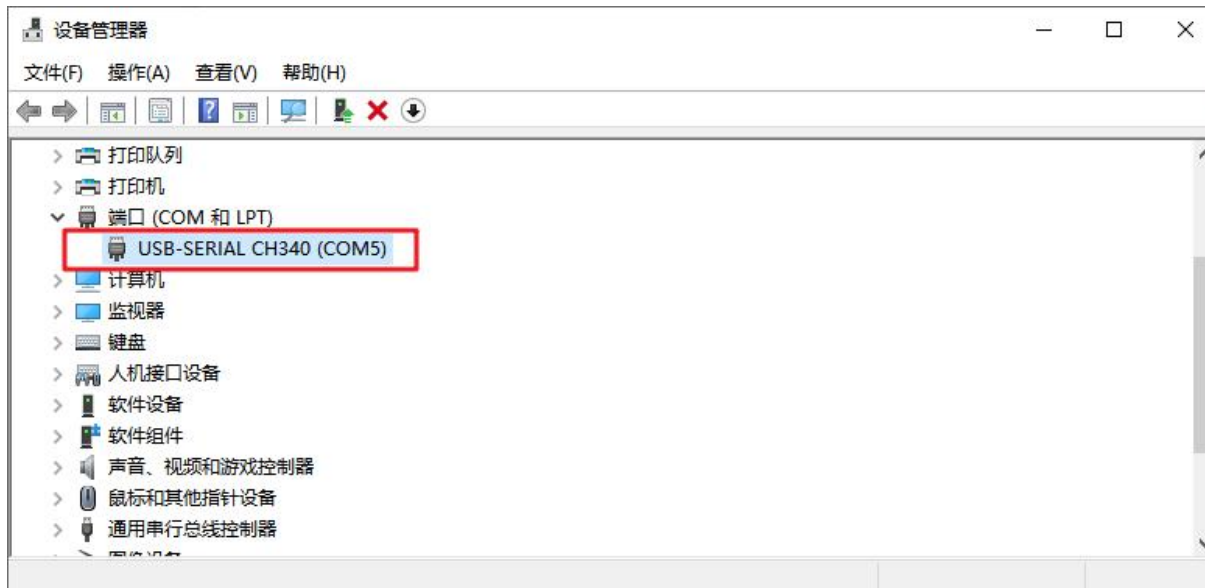 设备管理器
文件(F) 操作(A) 查看(V) 帮助(H)
打印队列
打印机
端口 (COM 和 LPT)
USB-SERIAL CH340 (COM5)
计算机
监视器
键盘
人机接口设备
软件设备
软件组件
声音、视频和游戏控制器
鼠标和其他指针设备
通用串行总线控制器